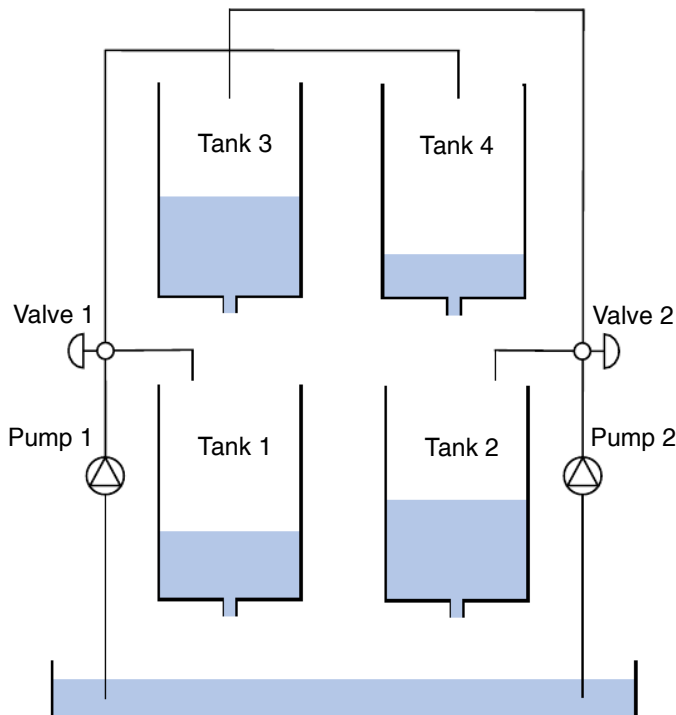 Tank 3
Tank 4
Valve 1
Valve 2
Pump 1
Tank 1
Tank 2
Pump 2